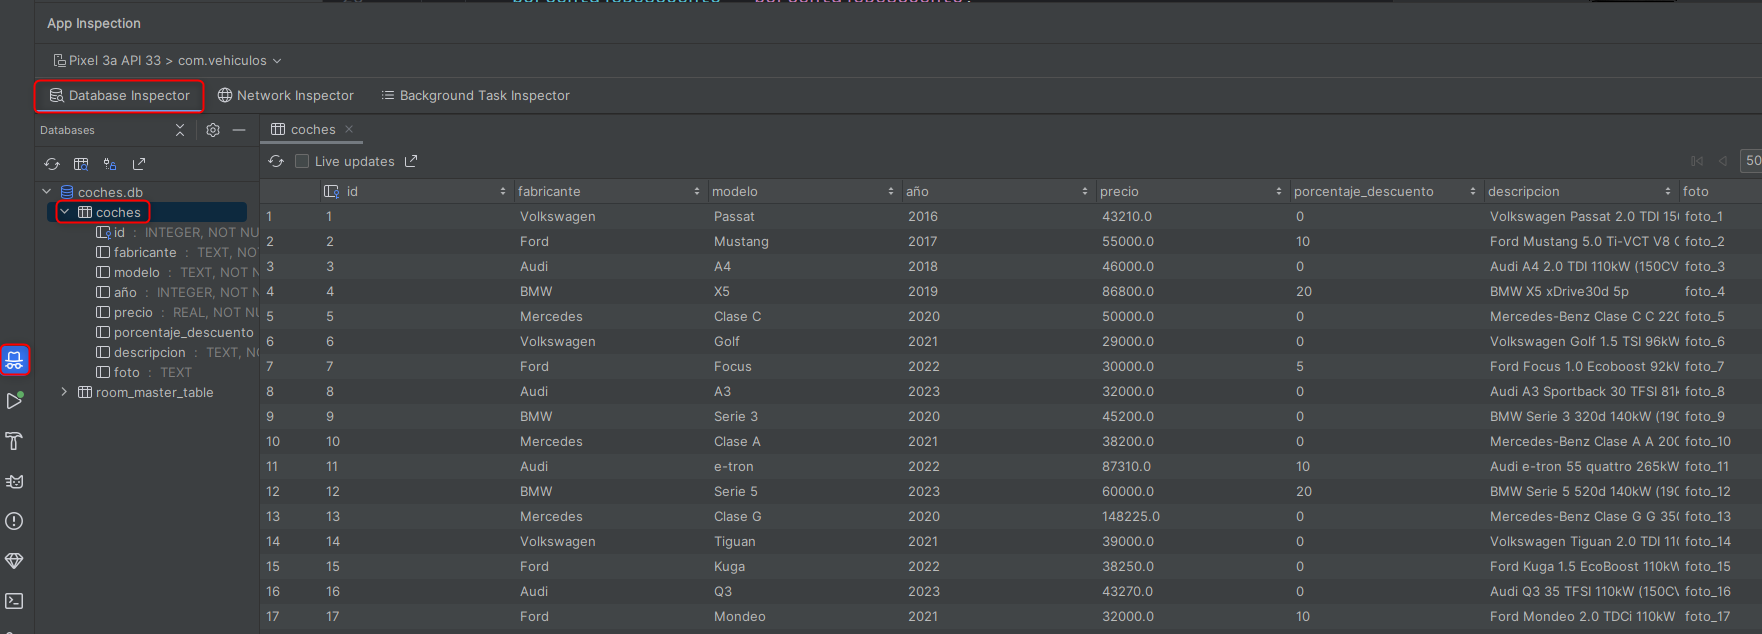 App Inspection
Pixel 3a API 33 > com.vehiculos
Database Inspector Network Inspector Background Task Inspector
Databases
coches
Live updates
50
coches.db
coches
id : INTEGER, NOT NU
fabricante : TEXT, NO
modelo : TEXT, NOT N
año : INTEGER, NOT N
precio : REAL, NOT NU
porcentaje_descuento
descripcion : TEXT, NO
foto : TEXT
room_master_table
id fabricante modelo año precio porcentaje_descuento descripcion foto
1 1 Volkswagen Passat 2016 43210.0 0 Volkswagen Passat 2.0 TDI 15 foto_1
2 2 Ford Mustang 2017 55000.0 10 Ford Mustang 5.0 Ti-VCT V8 foto_2
3 3 Audi A4 2018 46000.0 0 Audi A4 2.0 TDI 110kW (150CV foto_3
4 4 BMW X5 2019 86800.0 20 BMW X5 xDrive30d 5p foto_4
5 5 Mercedes Clase C 2020 50000.0 0 Mercedes-Benz Clase C C 220 foto_5
6 6 Volkswagen Golf 2021 29000.0 0 Volkswagen Golf 1.5 TSI 96kW foto_6
7 7 Ford Focus 2022 30000.0 5 Ford Focus 1.0 Ecoboost 92kW foto_7
8 8 Audi A3 2023 32000.0 0 Audi A3 Sportback 30 TFSI 81k foto_8
9 9 BMW Serie 3 2020 45200.0 0 BMW Serie 3 320d 140kW (190 foto_9
10 10 Mercedes Clase A 2021 38200.0 0 Mercedes-Benz Clase A A 200 foto_10
11 11 Audi e-tron 2022 87310.0 10 Audi e-tron 55 quattro 265kW foto_11
12 12 BMW Serie 5 2023 60000.0 20 BMW Serie 5 520d 140kW (190 foto_12
13 13 Mercedes Clase G 2020 148225.0 0 Mercedes-Benz Clase G G 350 foto_13
14 14 Volkswagen Tiguan 2021 39000.0 0 Volkswagen Tiguan 2.0 TDI 11 foto_14
15 15 Ford Kuga 2022 38250.0 0 Ford Kuga 1.5 EcoBoost 110kW foto_15
16 16 Audi Q3 2023 43270.0 0 Audi Q3 35 TFSI 110kW (150CV foto_16
17 17 Ford Mondeo 2021 32000.0 10 Ford Mondeo 2.0 TDCi 110kW foto_17